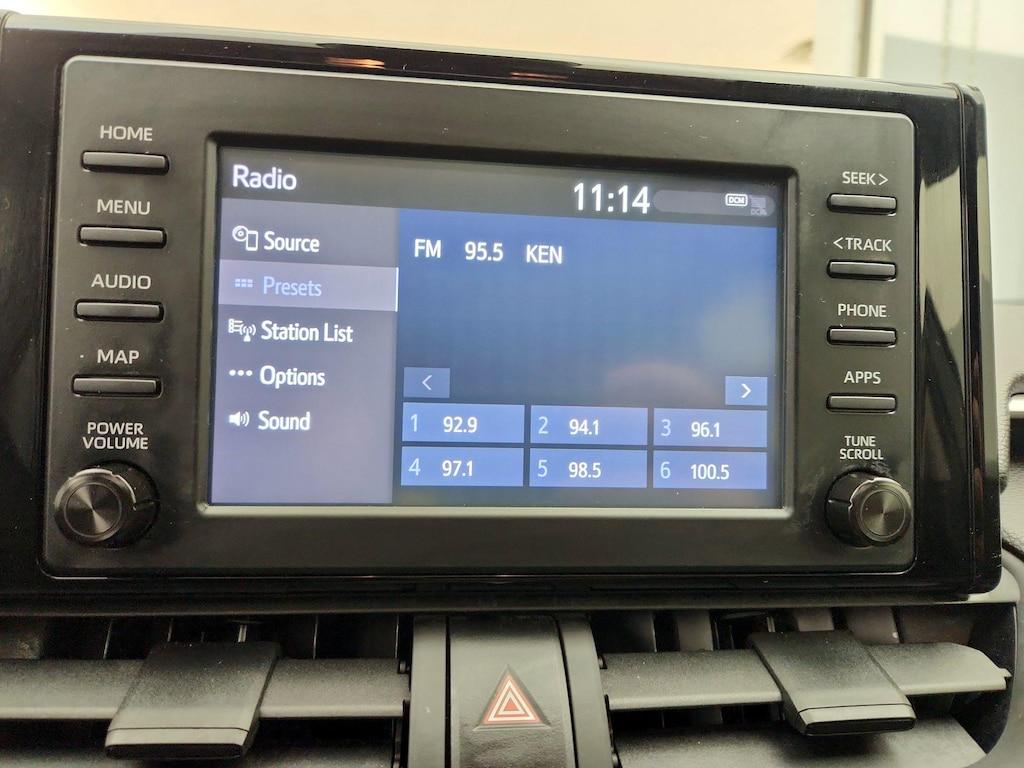 HOME
MENU
AUDIO
MAP
POWER
VOLUME
Radio
11:14
DCM
Source
Presets
Station List
Options
Sound
FM 95.5 KEN
<
>
1 92.9
2 94.1
3 96.1
4 97.1
5 98.5
6 100.5
SEEK >
< TRACK
PHONE
APPS
TUNE
SCROLL